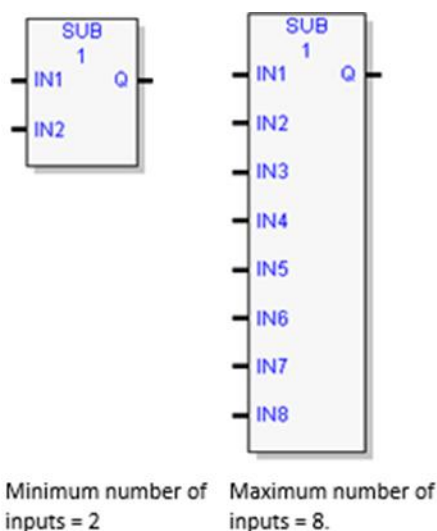 SUB
1
IN1 Q
IN2
SUB
1
IN1 Q
IN2
IN3
IN4
IN5
IN6
IN7
IN8
Minimum number of
inputs = 2
Maximum number of
inputs = 8.